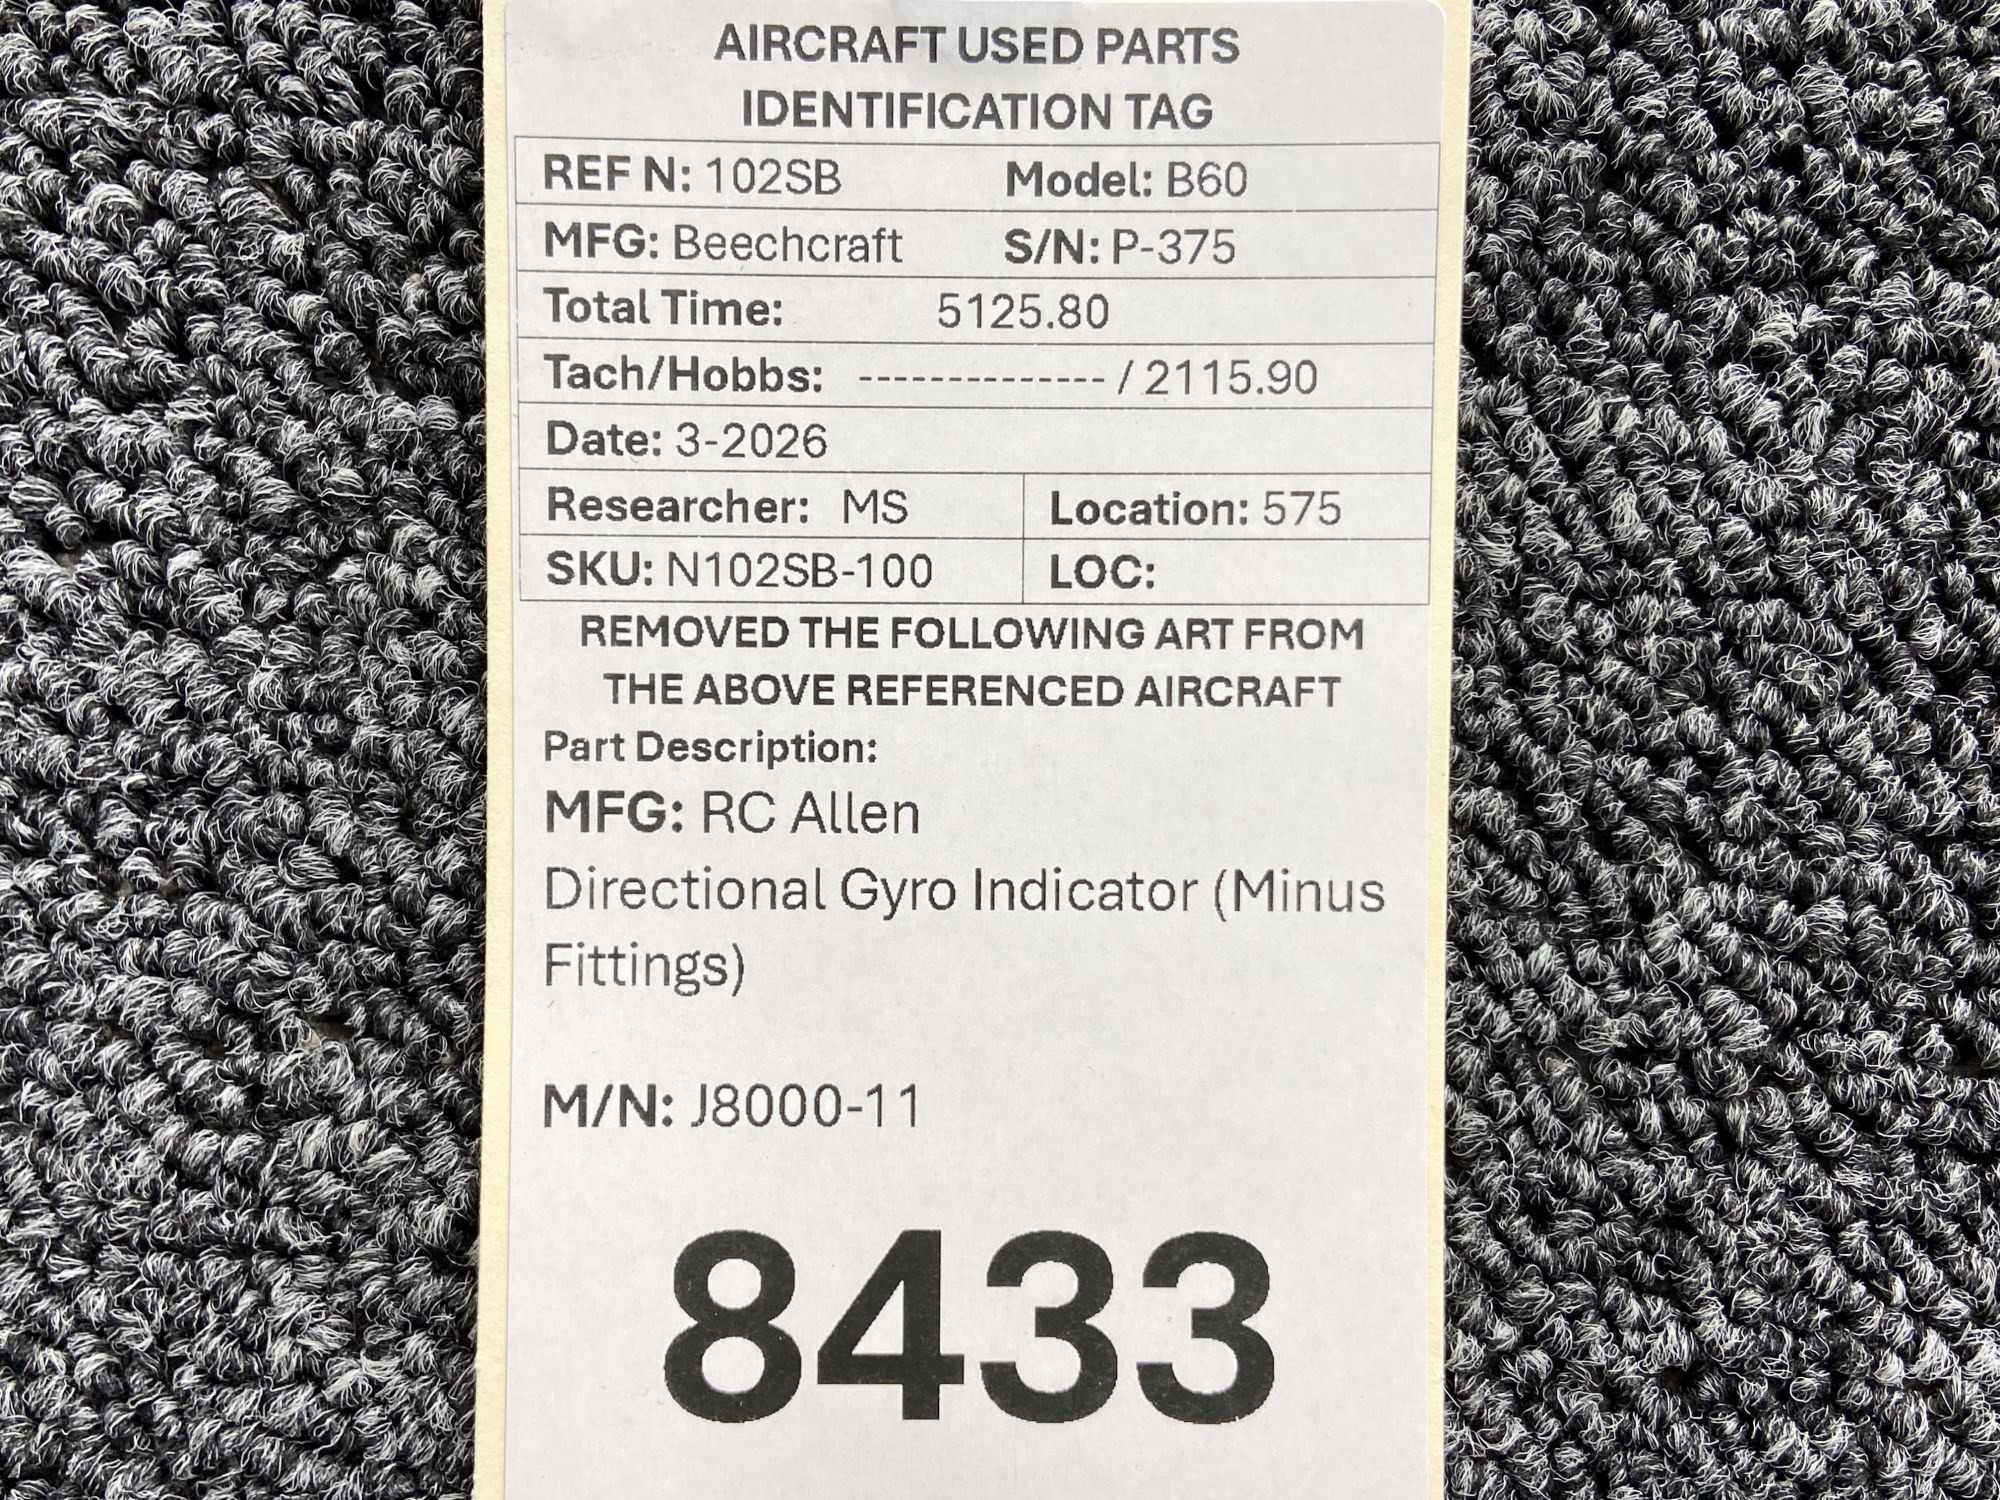 AIRCRAFT USED PARTS
IDENTIFICATION TAG
REF N: 102SB Model: B60
MFG: Beechcraft S/N: P-375
Total Time: 5125.80
Tach/Hobbs: -------------- / 2115.90
Date: 3-2026
Researcher: MS Location: 575
SKU: N102SB-100 LOC:
REMOVED THE FOLLOWING ART FROM
THE ABOVE REFERENCED AIRCRAFT
Part Description:
MFG: RC Allen
Directional Gyro Indicator (Minus
Fittings)
M/N: J8000-11
8433